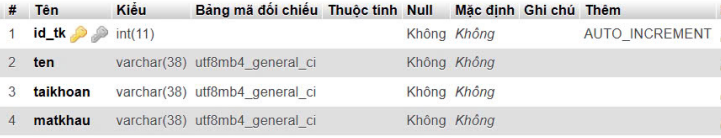 # Tên Kiểu Bảng mã đối chiếu Thuộc tính Null Mặc định Ghi chú Thêm
1 id_tk int(11) Không Không AUTO_INCREMENT
2 ten varchar(38) utf8mb4_general_ci Không Không
3 taikhoan varchar(38) utf8mb4_general_ci Không Không
4 matkhau varchar(38) utf8mb4_general_ci Không Không